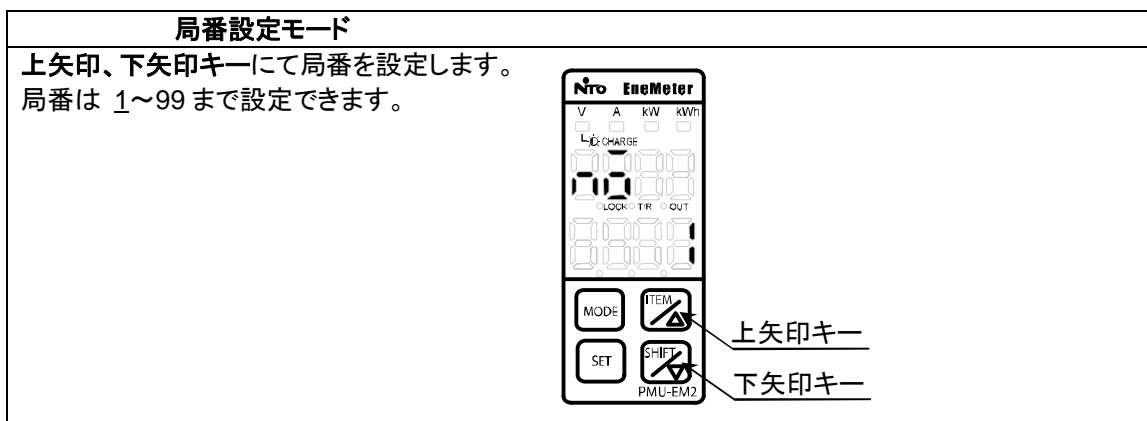 局番設定モード
上矢印、下矢印キーにて局番を設定します。
局番は 1～99 まで設定できます。
NITO EneMeter
V A kW kWh
CHARGE
no
LOCK T/R OUT
1
MODE ITEM
上矢印キー
SET SHIFT
下矢印キー
PMU-EM2